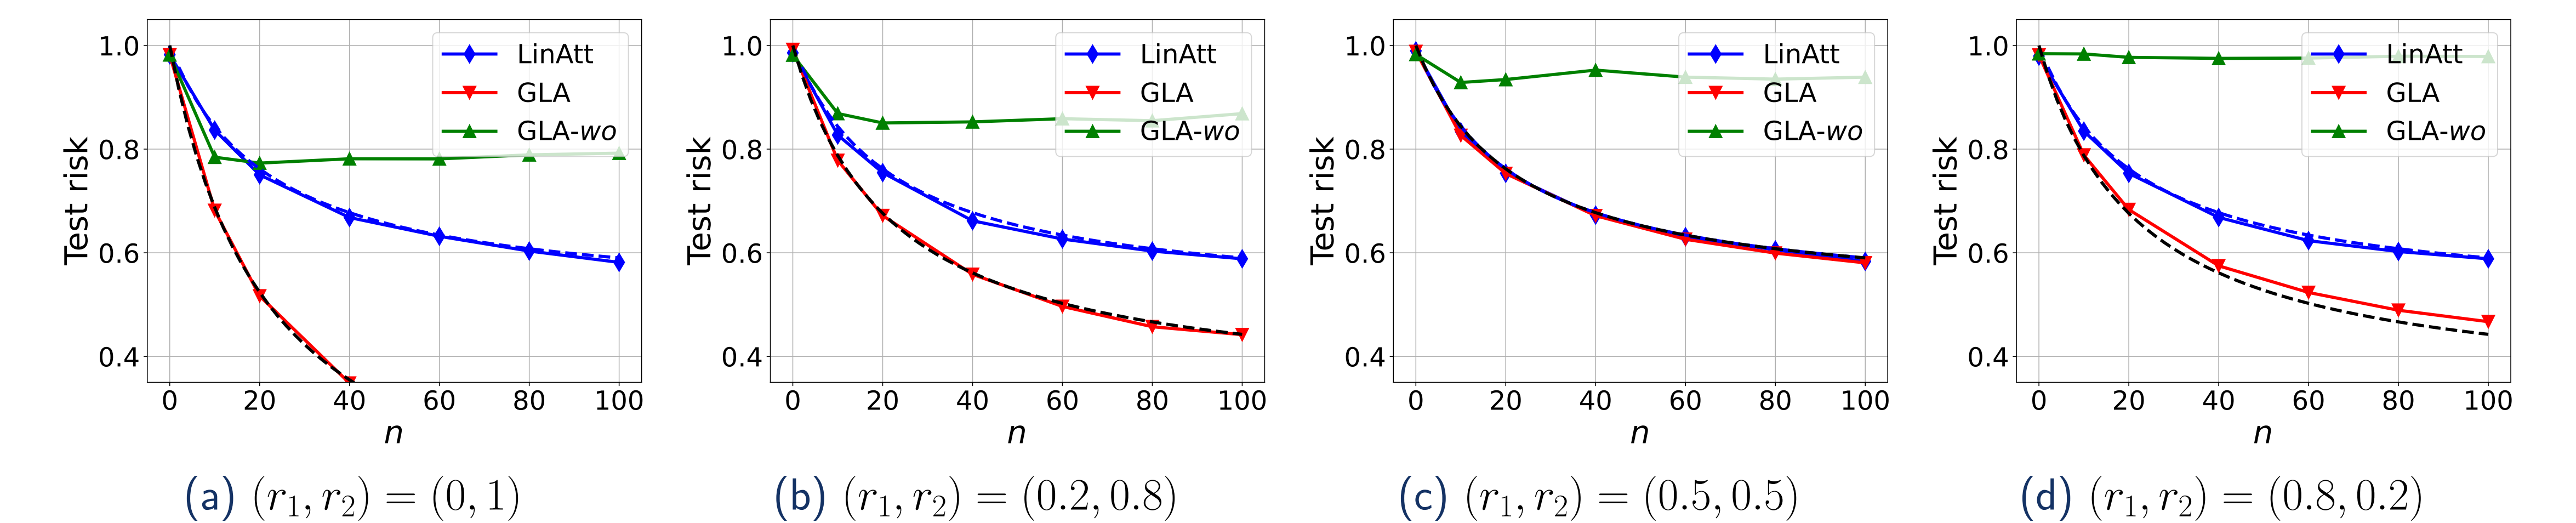 1.0
0.8
0.6
0.4
Test risk
0 20 40 60 80 100
n
LinAtt
GLA
GLA-wo
(a) (r₁, r₂) = (0, 1)
1.0
0.8
0.6
0.4
Test risk
0 20 40 60 80 100
n
LinAtt
GLA
GLA-wo
(b) (r₁, r₂) = (0.2, 0.8)
1.0
0.8
0.6
0.4
Test risk
0 20 40 60 80 100
n
LinAtt
GLA
GLA-wo
(c) (r₁, r₂) = (0.5, 0.5)
1.0
0.8
0.6
0.4
Test risk
0 20 40 60 80 100
n
LinAtt
GLA
GLA-wo
(d) (r₁, r₂) = (0.8, 0.2)